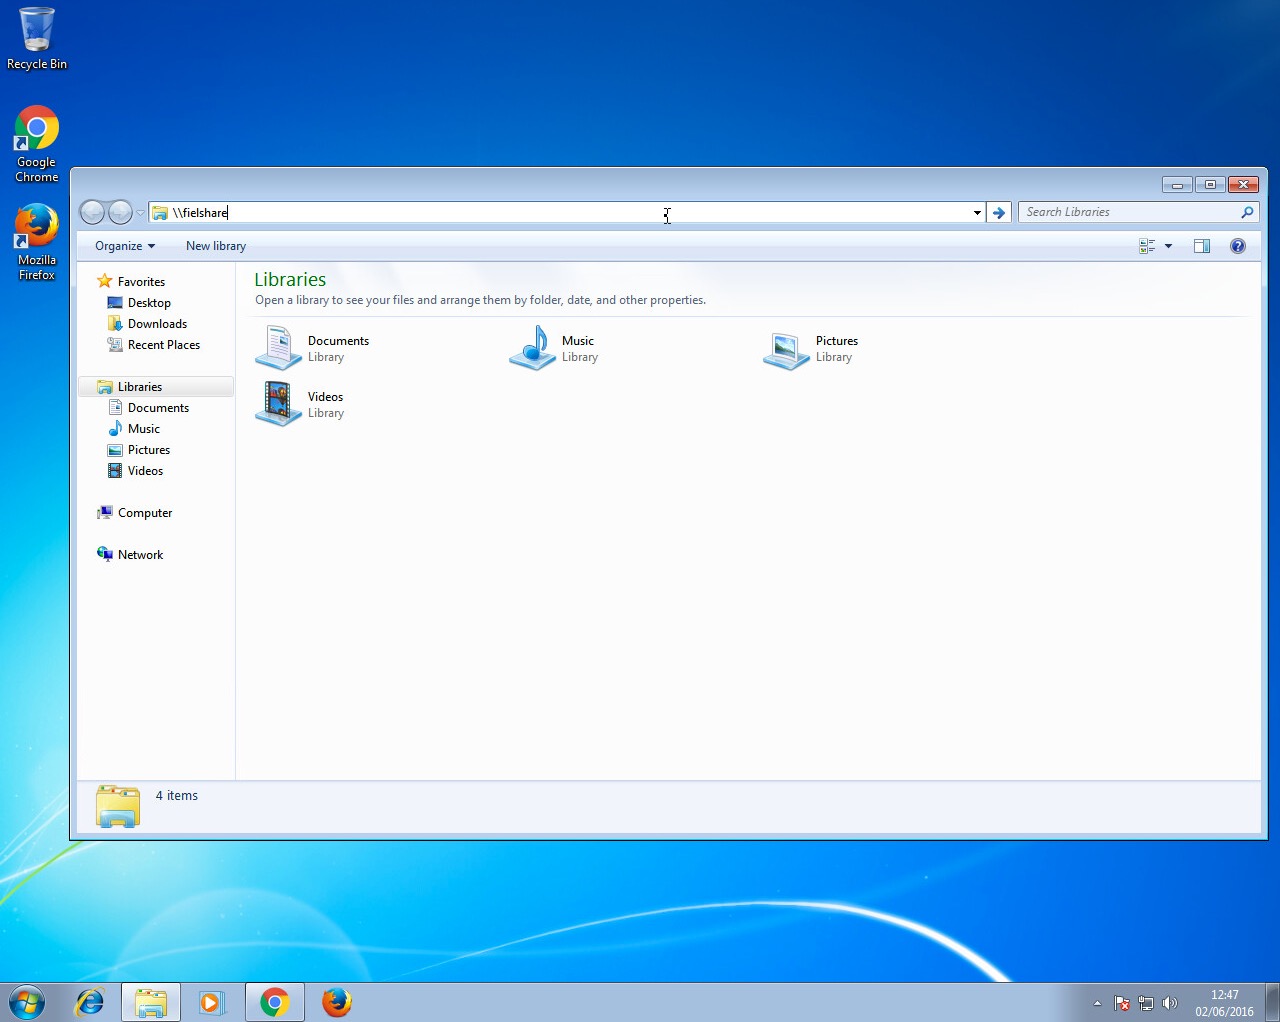 Recycle Bin
Google
Chrome
Mozilla
Firefox
\\fielshare
Search Libraries
Organize
New library
Favorites
Desktop
Downloads
Recent Places
Libraries
Documents
Music
Pictures
Videos
Computer
Network
Libraries
Open a library to see your files and arrange them by folder, date, and other properties.
Documents
Library
Music
Library
Pictures
Library
Videos
Library
4 items
12:47
02/06/2016